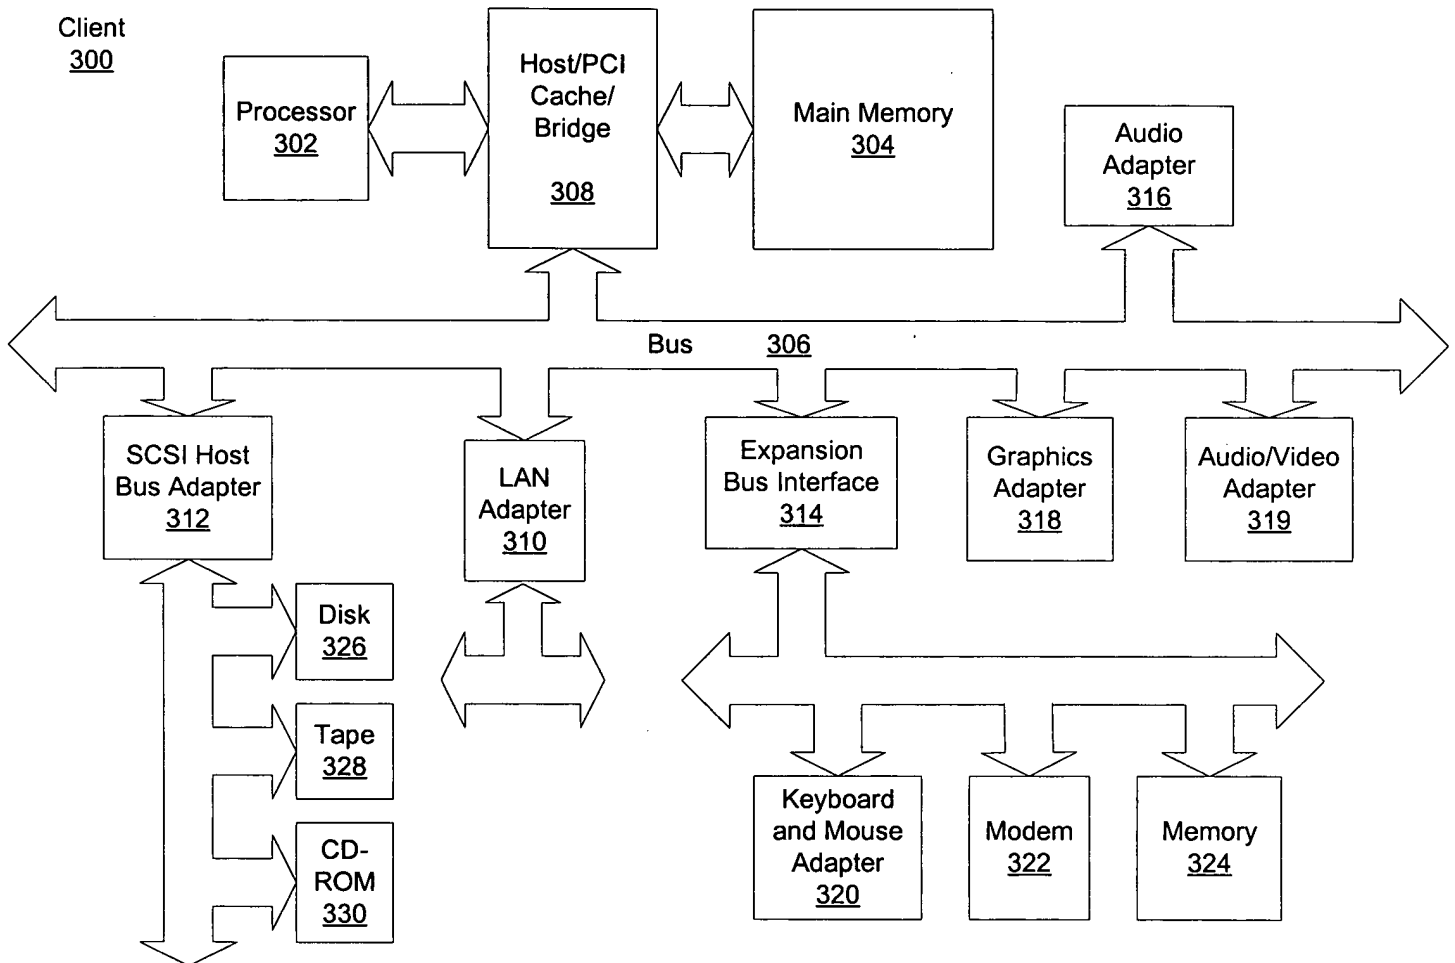 Client
300
Processor
302
Host/PCI
Cache/
Bridge
308
Main Memory
304
Audio
Adapter
316
Bus 306
SCSI Host
Bus Adapter
312
LAN
Adapter
310
Expansion
Bus Interface
314
Graphics
Adapter
318
Audio/Video
Adapter
319
Disk
326
Tape
328
CD-
ROM
330
Keyboard
and Mouse
Adapter
320
Modem
322
Memory
324